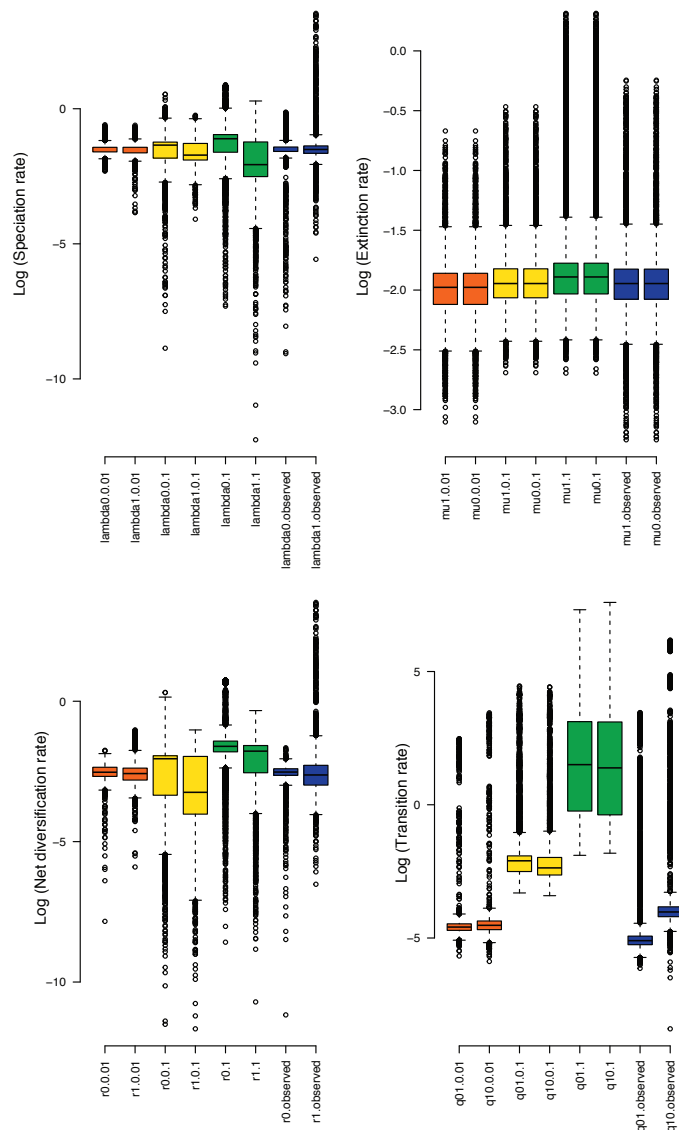 Log (Speciation rate)
0
−5
−10
lambda0.0.01
lambda1.0.01
lambda0.0.1
lambda1.0.1
lambda0.1
lambda1.1
lambda0.observed
lambda1.observed
Log (Extinction rate)
0.0
−0.5
−1.0
−1.5
−2.0
−2.5
−3.0
mu1.0.01
mu0.0.01
mu1.0.1
mu0.0.1
mu1.1
mu0.1
mu1.observed
mu0.observed
Log (Net diversification rate)
0
−5
−10
r0.0.01
r1.0.01
r0.0.1
r1.0.1
r0.1
r1.1
r0.observed
r1.observed
Log (Transition rate)
5
0
−5
q01.0.01
q10.0.01
q01.0.1
q10.0.1
q01.1
q10.1
q01.observed
q10.observed